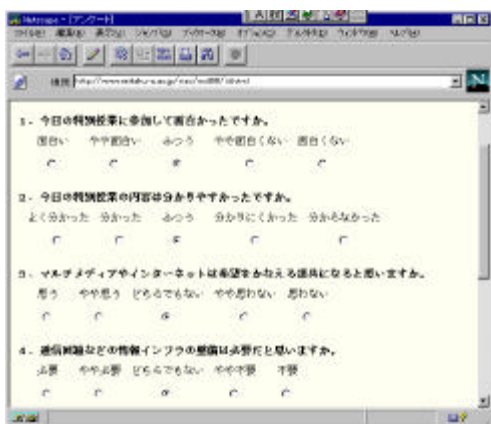 Netscape - [アンケート]
1. 今日の特別授業に参加して面白かったですか。
面白い やや面白い ふつう やや面白くない 面白くない
2. 今日の特別授業の内容は分かりやすかったですか。
よく分かった 分かった ふつう 分かりにくかった 分からなかった
3. マルチメディアやインターネットは希望をかなえる道具になると思いますか。
思う やや思う どちらでもない やや思わない 思わない
4. 通信回線などの情報インフラの整備は必要だと思いますか。
必要 やや必要 どちらでもない やや不要 不要